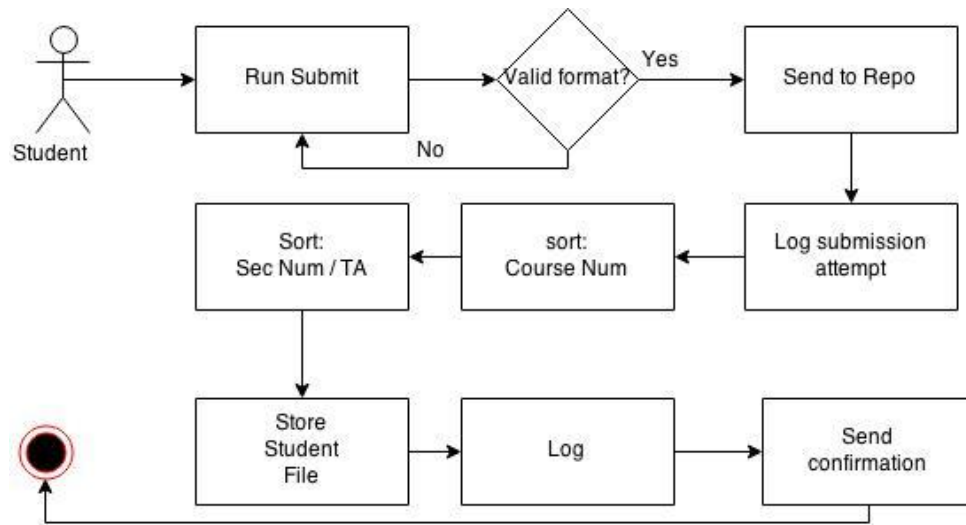 Student
Run Submit
Valid format?
Yes
No
Send to Repo
Log submission
attempt
sort:
Course Num
Sort:
Sec Num / TA
Store
Student
File
Log
Send
confirmation